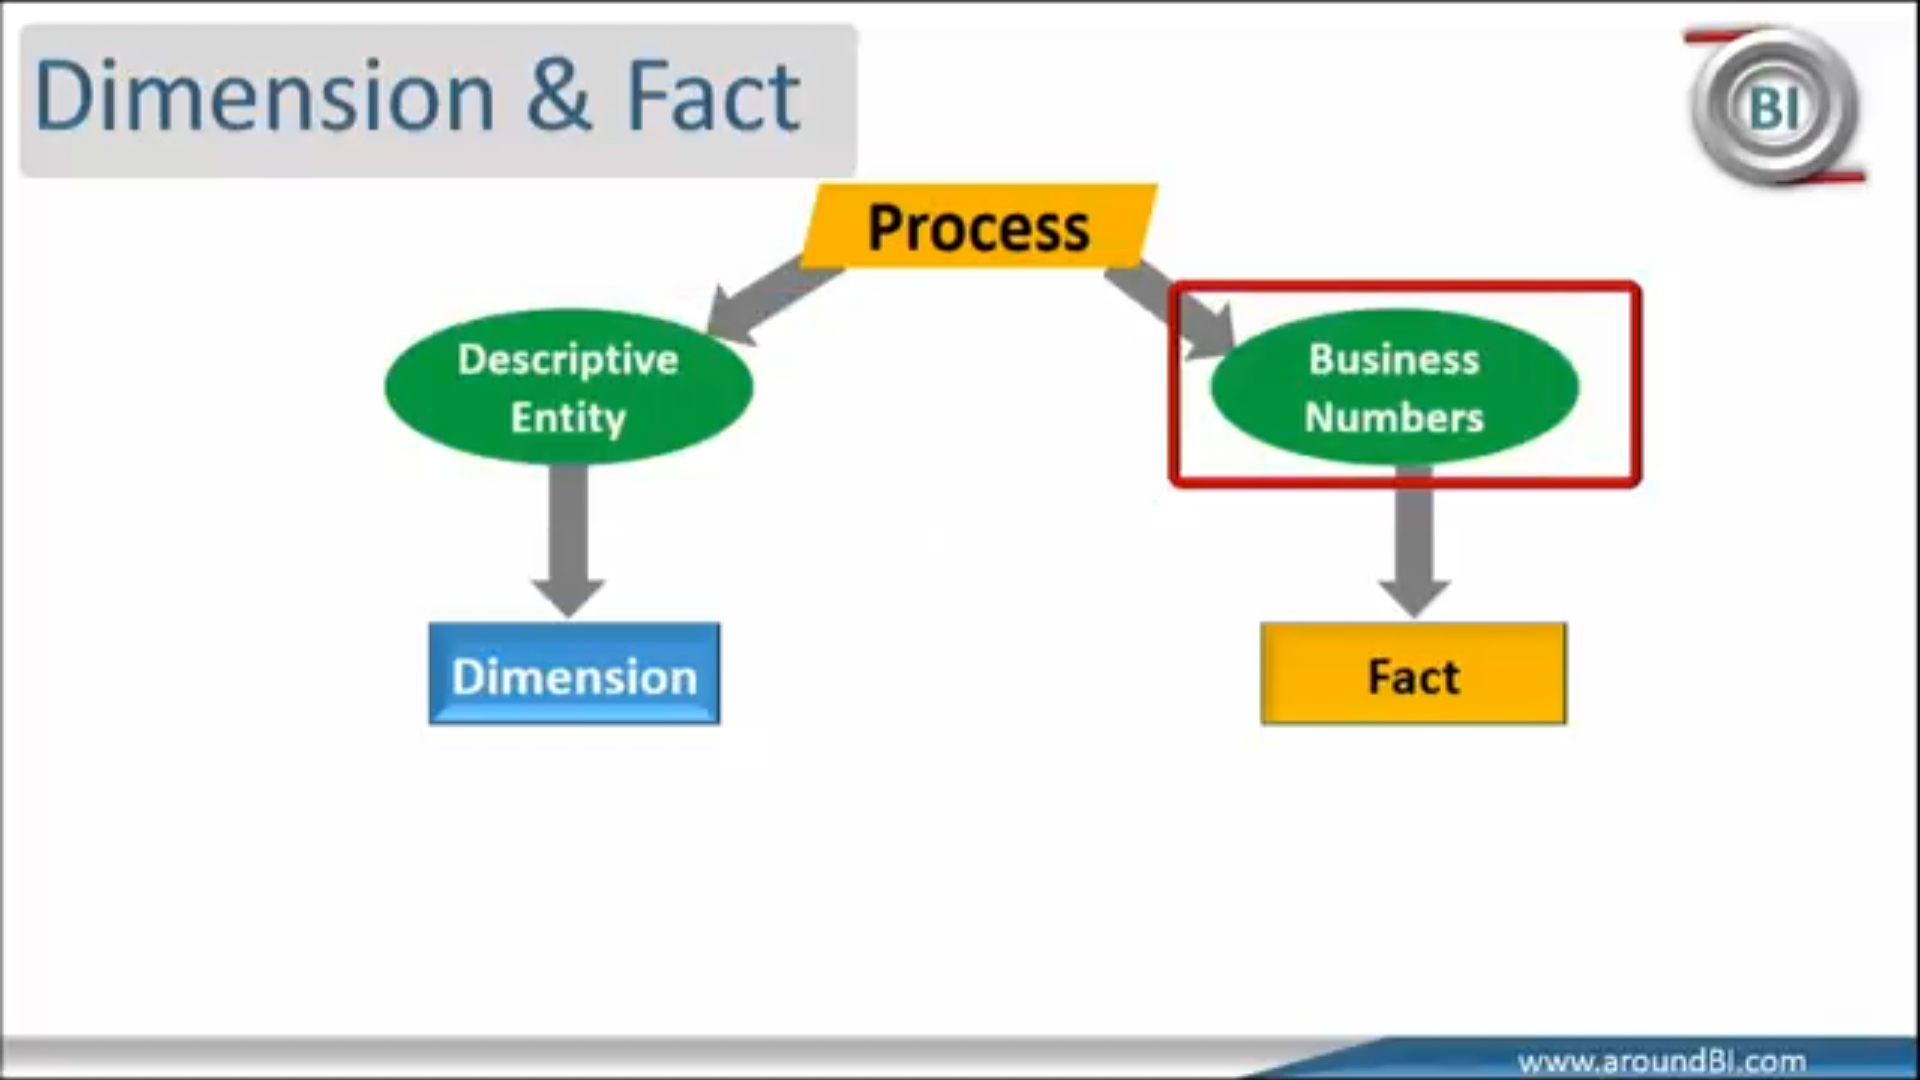 Dimension & Fact
BI
Process
Descriptive
Entity
Business
Numbers
Dimension
Fact
www.aroundBI.com